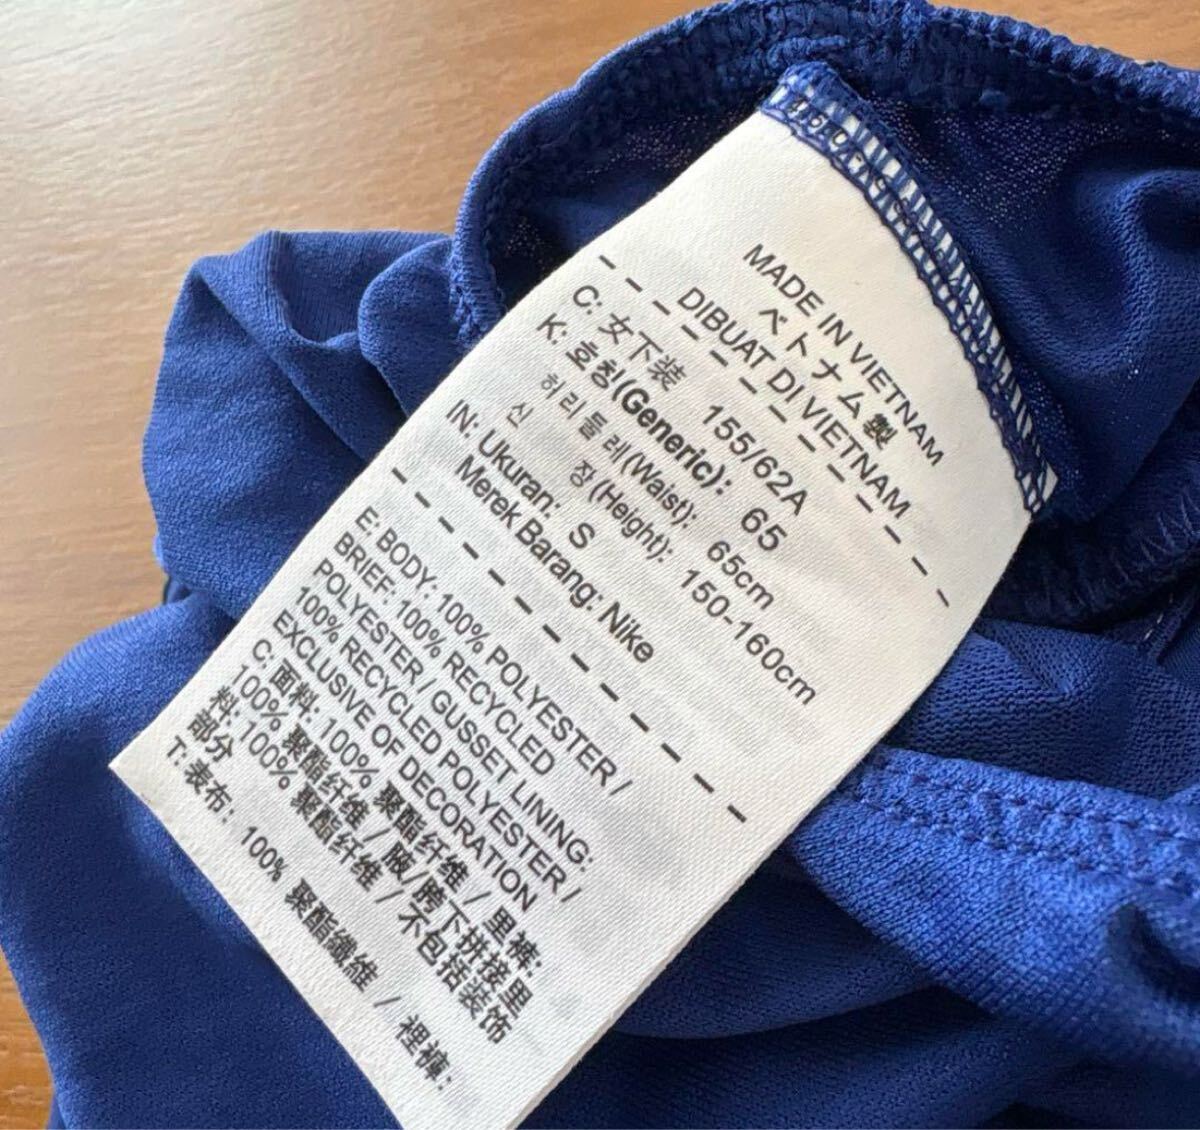 MADE IN VIETNAM
ベトナム製
DIBUAT DI VIETNAM
C: 女下装 155/62A
K: 호칭(Generic): 65
허리둘레(Waist): 65cm
신 장(Height): 150-160cm
IN: Ukuran: S
Merek Barang: Nike
E: BODY: 100% POLYESTER /
BRIEF: 100% RECYCLED
POLYESTER / GUSSET LINING:
100% RECYCLED POLYESTER /
EXCLUSIVE OF DECORATION
C: 面料: 100% 聚酯纤维 / 里裤:
100% 聚酯纤维 / 腋/胯下拼接里
料: 100% 聚酯纤维 / 不包括装饰
部分
T: 表布: 100% 聚酯纖維 / 裡褲: